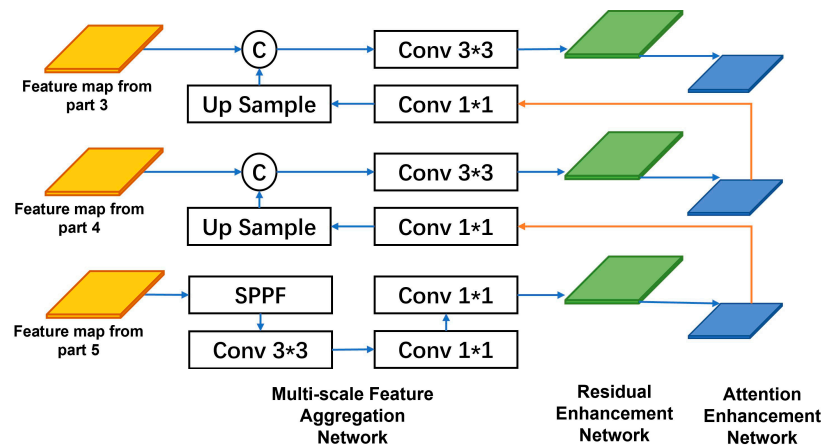 C
Conv 3*3
Feature map from
part 3
Up Sample
Conv 1*1
C
Conv 3*3
Feature map from
part 4
Up Sample
Conv 1*1
SPPF
Conv 1*1
Feature map from
part 5
Conv 3*3
Conv 1*1
Multi-scale Feature
Aggregation
Network
Residual
Enhancement
Network
Attention
Enhancement
Network